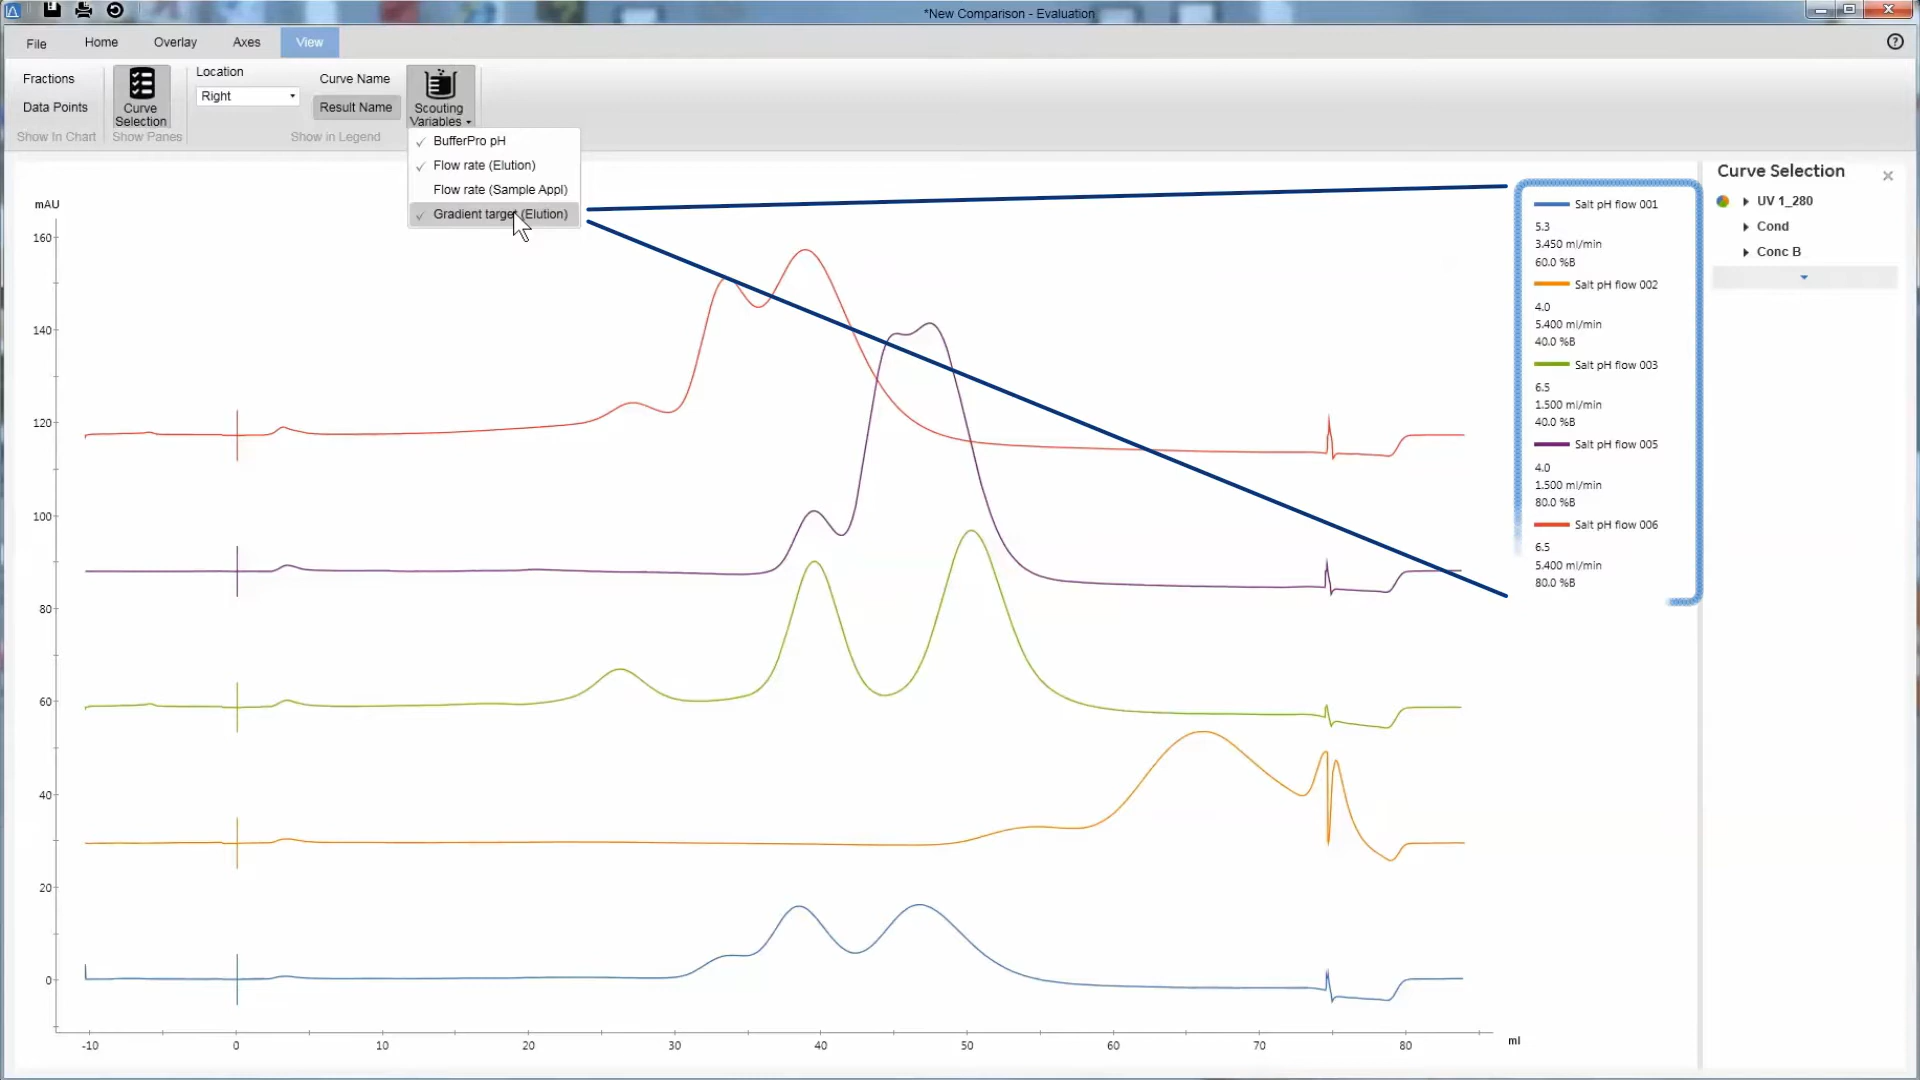 *New Comparison - Evaluation
File
Home
Overlay
Axes
View
Fractions
Data Points
Show In Chart
Curve
Selection
Show Panes
Location
Right
Curve Name
Result Name
Show in Legend
Scouting
Variables
BufferPro pH
Flow rate (Elution)
Flow rate (Sample Appl)
Gradient target (Elution)
mAU
160
140
120
100
80
60
40
20
0
-10
0
10
20
30
40
50
60
70
80
ml
Salt pH flow 001
5.3
3.450 ml/min
60.0 %B
Salt pH flow 002
4.0
5.400 ml/min
40.0 %B
Salt pH flow 003
6.5
1.500 ml/min
40.0 %B
Salt pH flow 005
4.0
1.500 ml/min
80.0 %B
Salt pH flow 006
6.5
5.400 ml/min
80.0 %B
Curve Selection
UV 1_280
Cond
Conc B